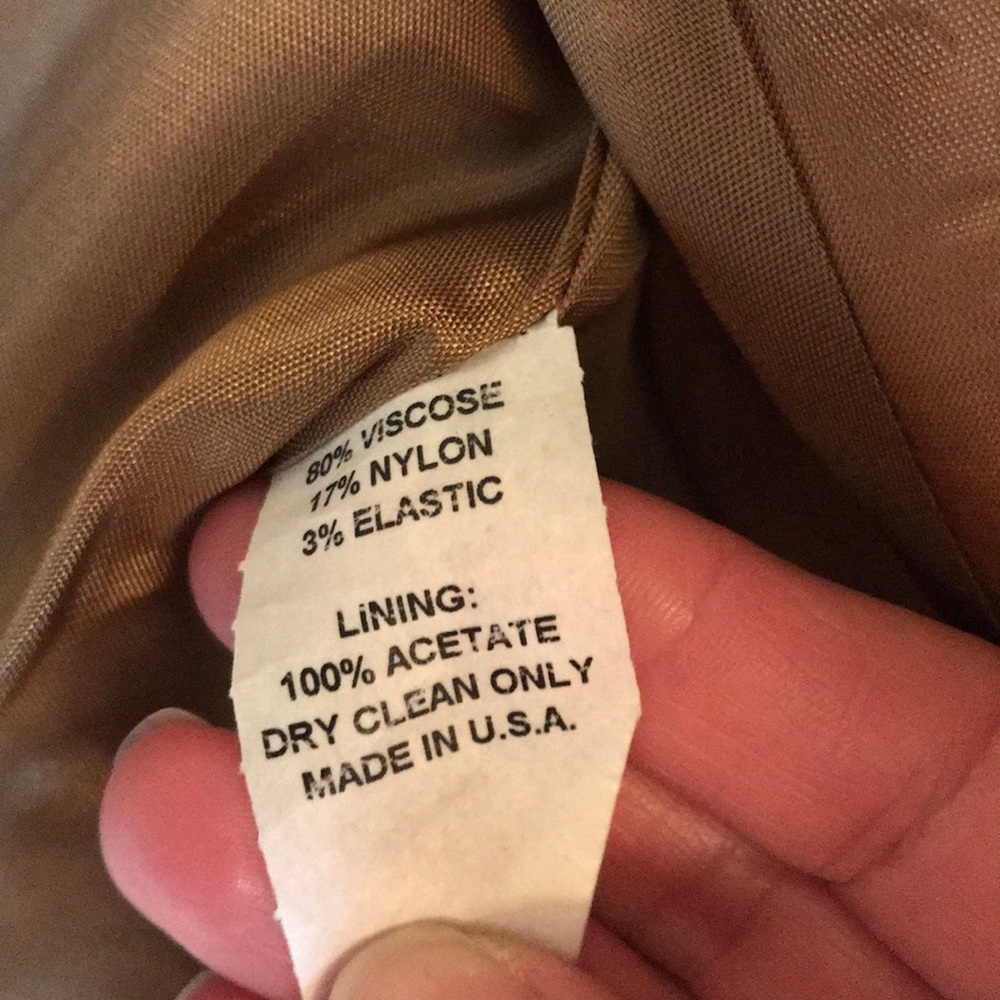 80% VISCOSE
17% NYLON
3% ELASTIC
LiNING:
100% ACETATE
DRY CLEAN ONLY
MADE IN U.S.A.